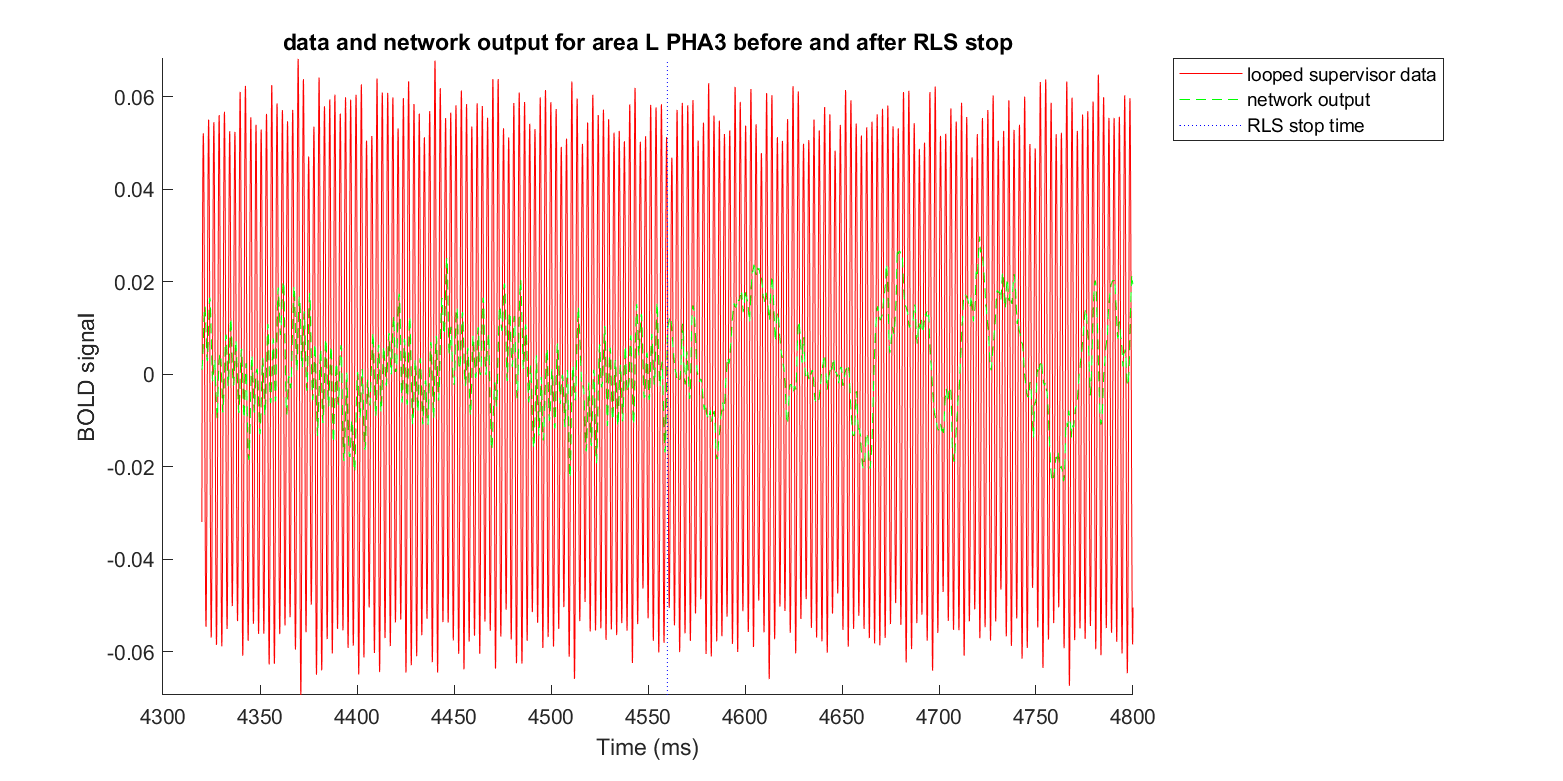 data and network output for area L PHA3 before and after RLS stop
looped supervisor data
network output
RLS stop time
BOLD signal
0.06
0.04
0.02
0
-0.02
-0.04
-0.06
4300 4350 4400 4450 4500 4550 4600 4650 4700 4750 4800
Time (ms)